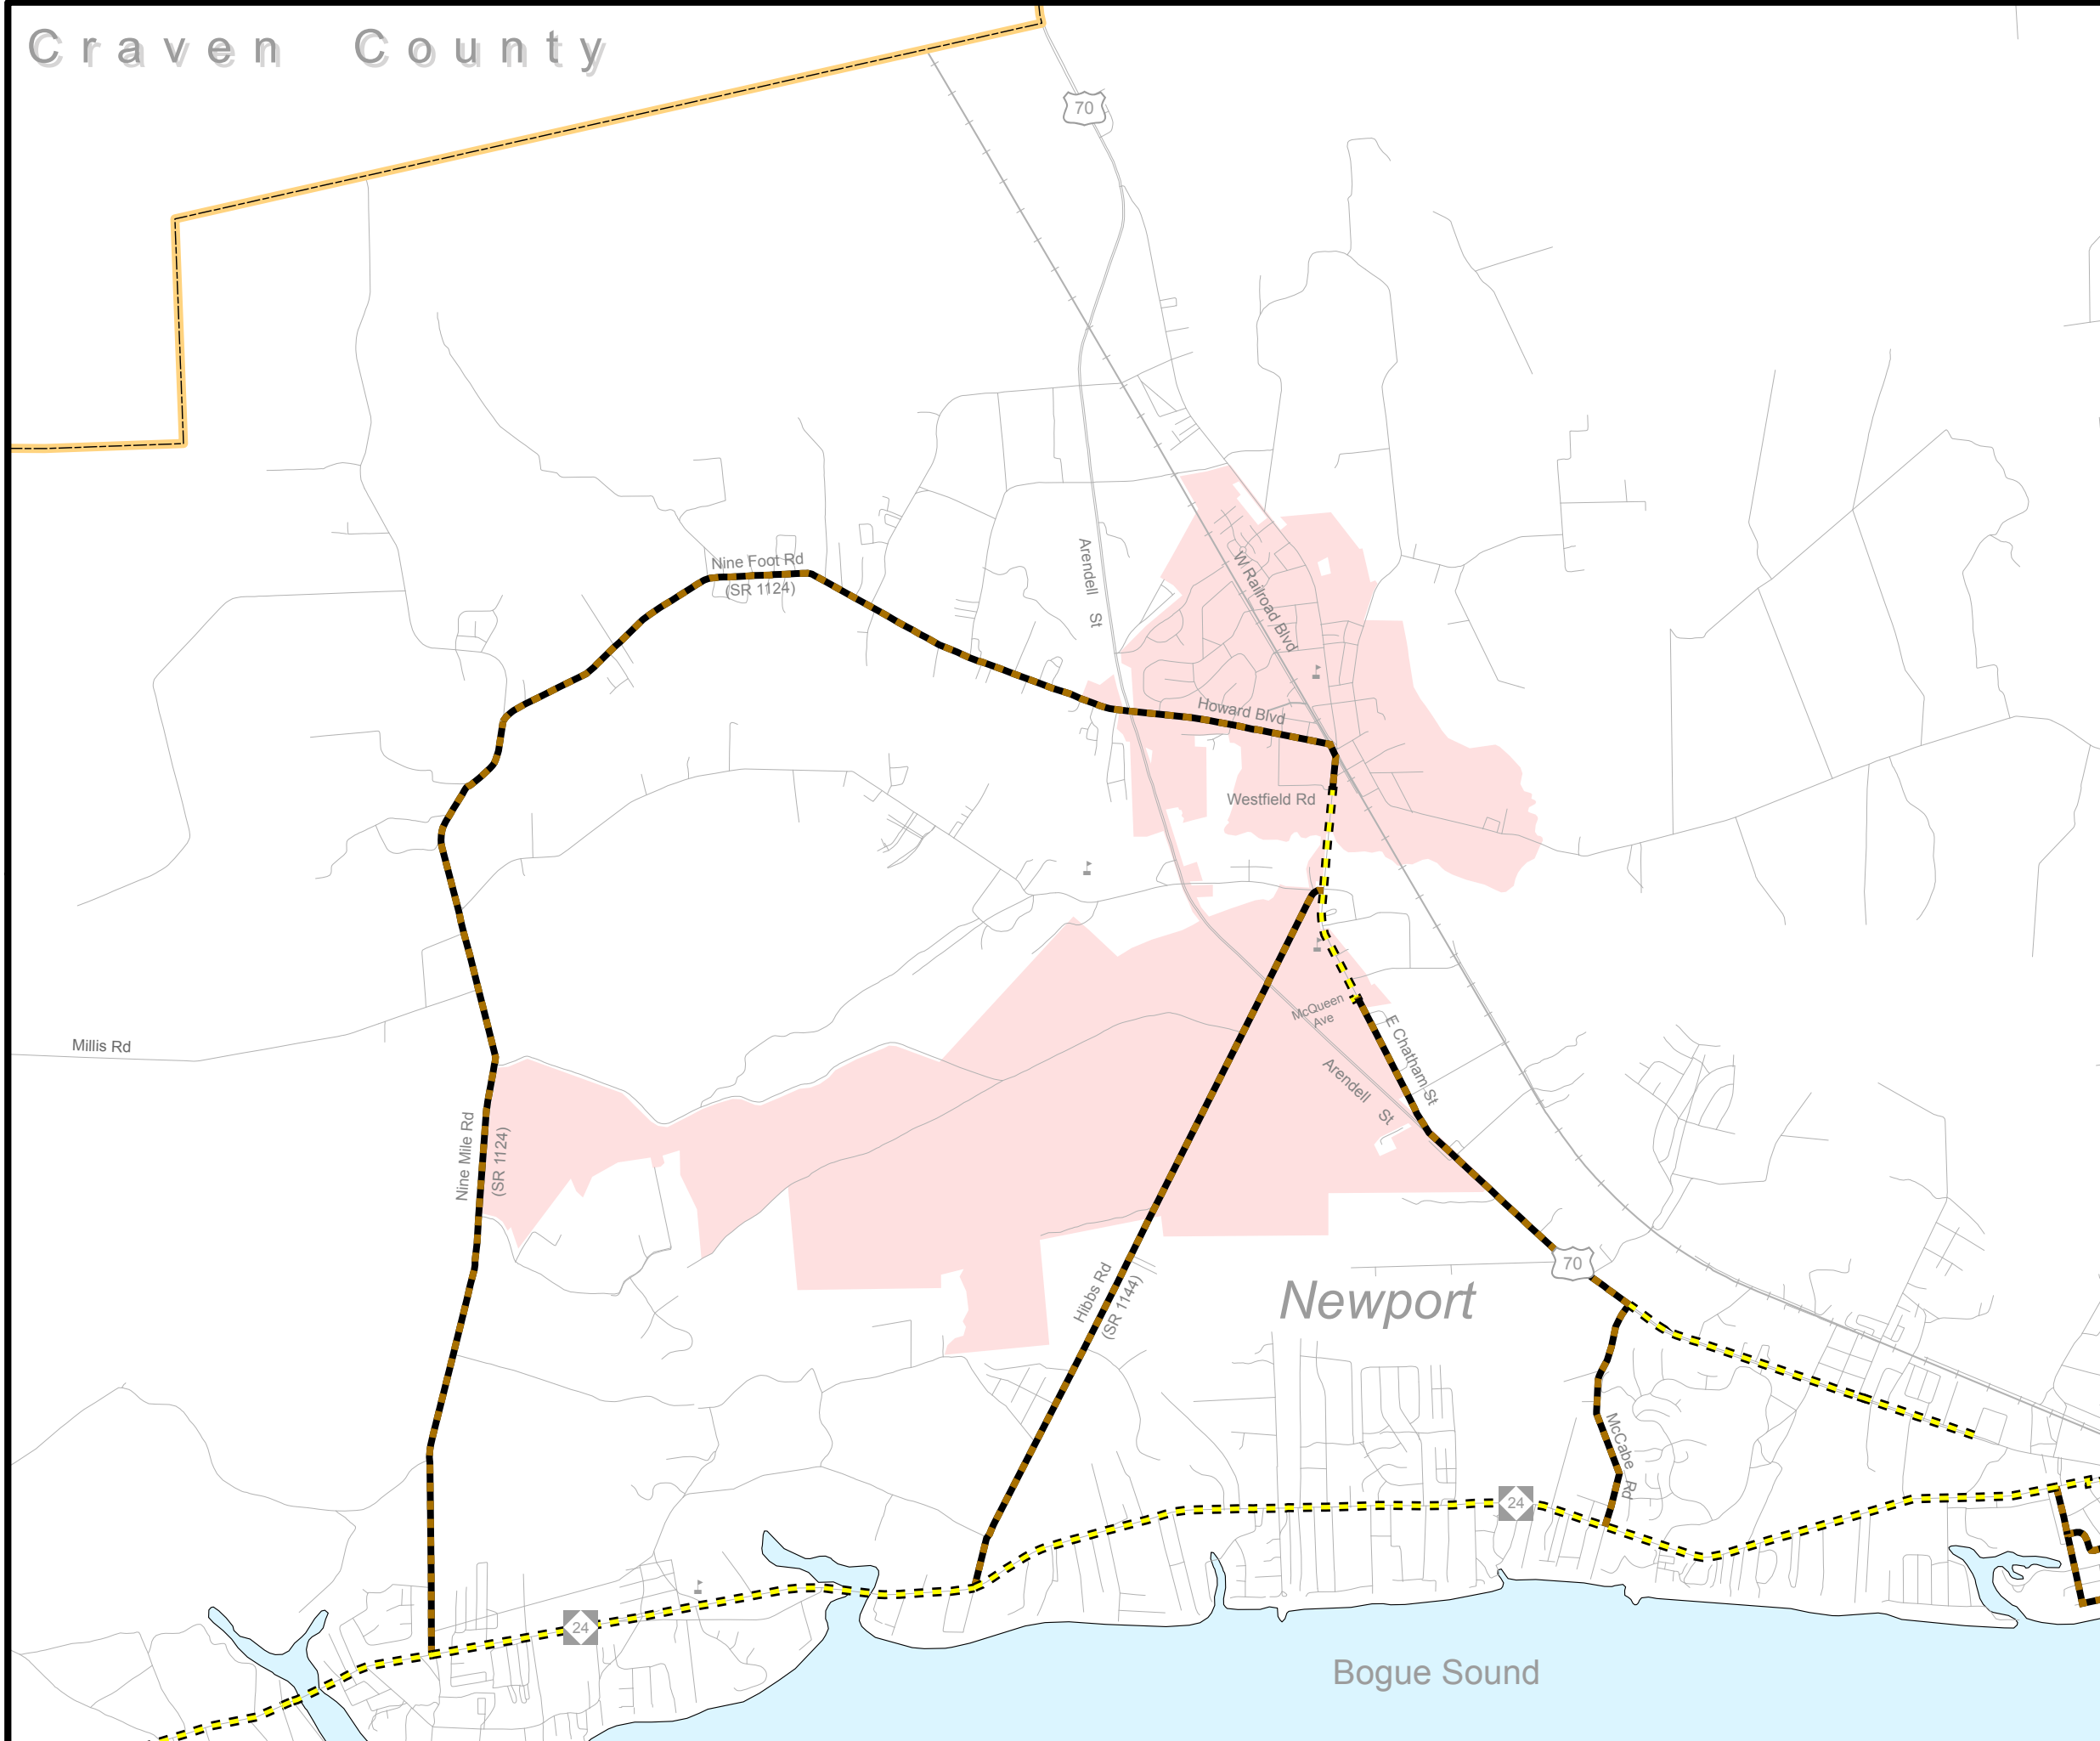 Craven County
70
Nine Foot Rd
(SR 1124)
Arendell St
W Railroad Blvd
Howard Blvd
Westfield Rd
McQueen
Ave
E Chatham St
Arendell St
Millis Rd
Nine Mile Rd
(SR 1124)
Hibbs Rd
(SR 1144)
70
Newport
McCabe Rd
24
24
Bogue Sound